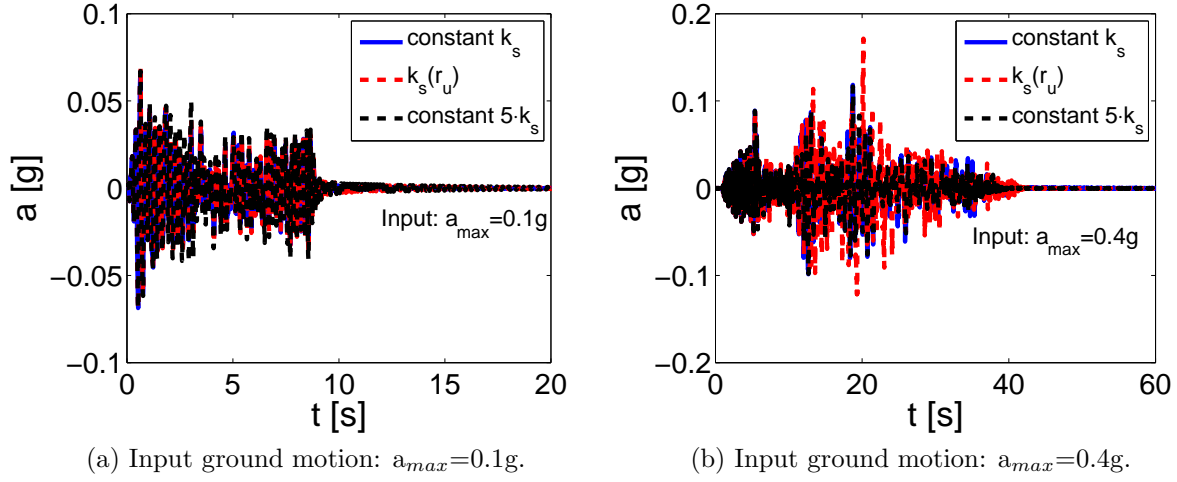 0.1
0.05
0
−0.05
−0.1
a [g]
constant k_s
k_s(r_u)
constant 5·k_s
Input: a_max=0.1g
0 5 10 15 20
t [s]
(a) Input ground motion: a_max=0.1g.
0.2
0.1
0
−0.1
−0.2
a [g]
constant k_s
k_s(r_u)
constant 5·k_s
Input: a_max=0.4g
0 20 40 60
t [s]
(b) Input ground motion: a_max=0.4g.